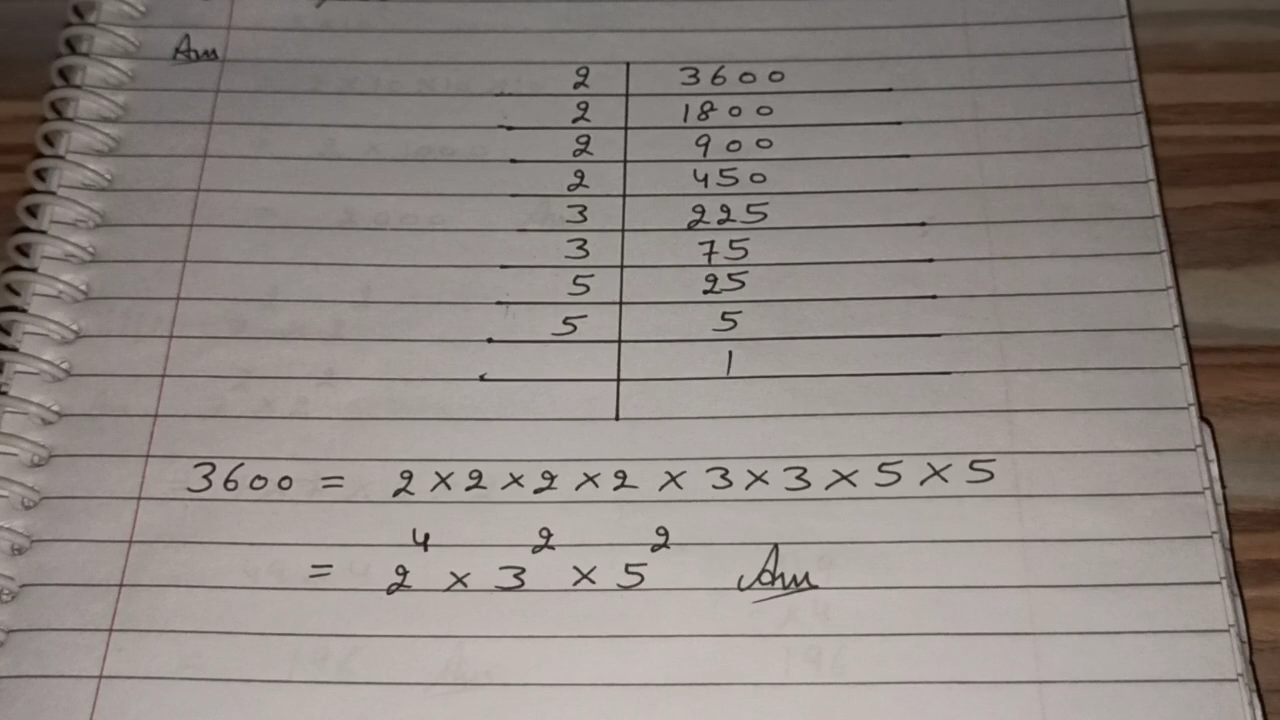 Ans
2 | 3600
2 | 1800
2 | 900
2 | 450
3 | 225
3 | 75
5 | 25
5 | 5
| 1
3600 = 2 × 2 × 2 × 2 × 3 × 3 × 5 × 5
= 2⁴ × 3² × 5² Ans